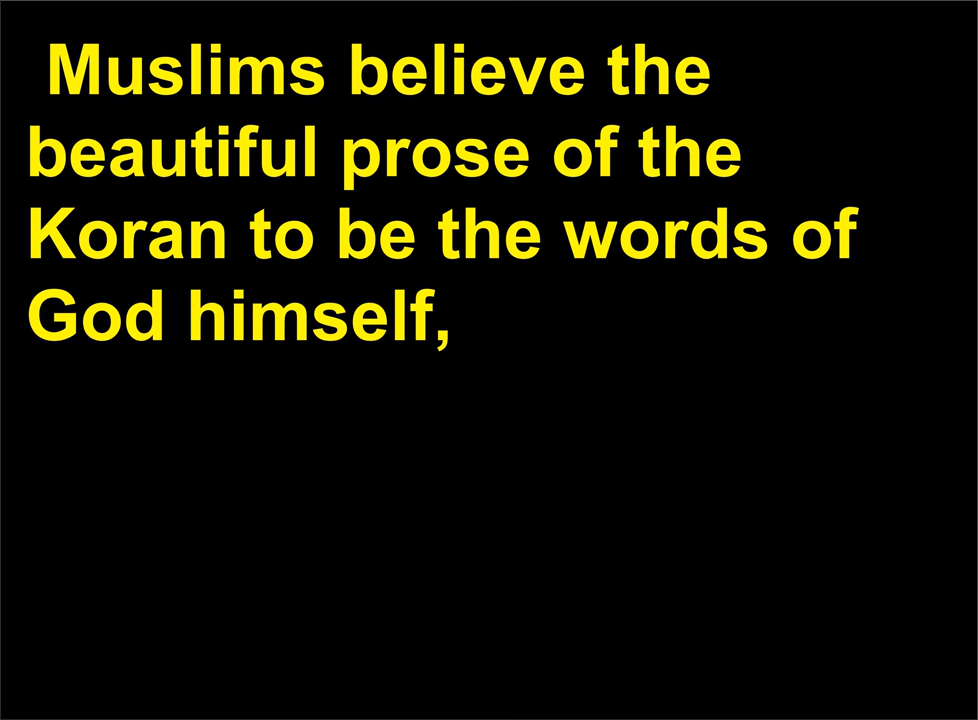 Muslims believe the
beautiful prose of the
Koran to be the words of
God himself,